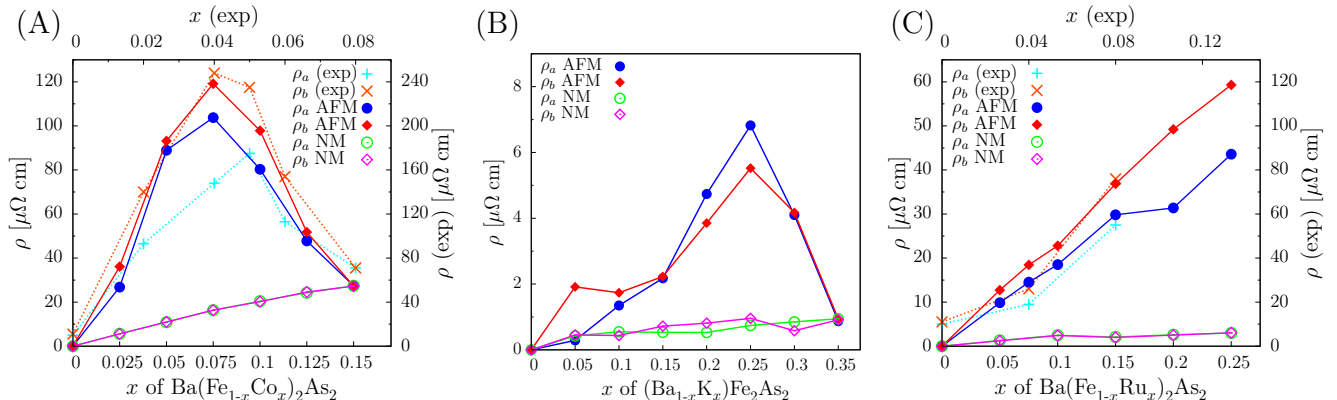 (A)
x (exp)
0 0.02 0.04 0.06 0.08
ρ [μΩ cm]
120
100
80
60
40
20
0
ρa (exp)
ρb (exp)
ρa AFM
ρb AFM
ρa NM
ρb NM
240
200
160
120
80
40
0
ρ (exp) [μΩ cm]
0 0.025 0.05 0.075 0.1 0.125 0.15
x of Ba(Fe1-xCox)2As2
(B)
ρ [μΩ cm]
8
6
4
2
0
ρa AFM
ρb AFM
ρa NM
ρb NM
0 0.05 0.1 0.15 0.2 0.25 0.3 0.35
x of (Ba1-xKx)Fe2As2
(C)
x (exp)
0 0.04 0.08 0.12
ρ [μΩ cm]
60
50
40
30
20
10
0
ρa (exp)
ρb (exp)
ρa AFM
ρb AFM
ρa NM
ρb NM
120
100
80
60
40
20
0
ρ (exp) [μΩ cm]
0 0.05 0.1 0.15 0.2 0.25
x of Ba(Fe1-xRux)2As2